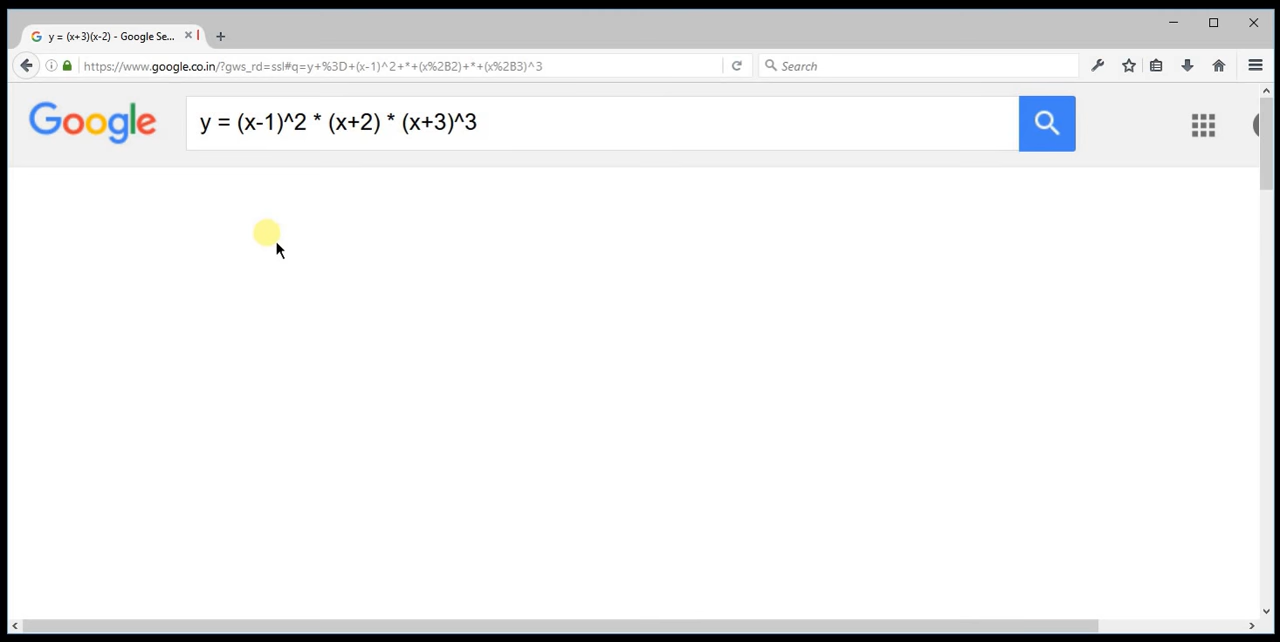 y = (x+3)(x-2) - Google Se...
https://www.google.co.in/?gws_rd=ssl#q=y+%3D+(x-1)^2+*+(x%2B2)+*+(x%2B3)^3
Search
Google
y = (x-1)^2 * (x+2) * (x+3)^3